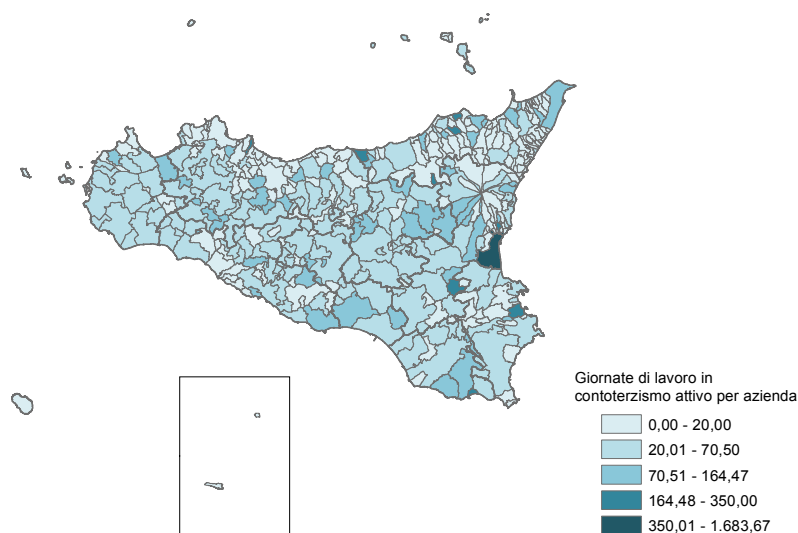 Giornate di lavoro in
contoterzismo attivo per azienda
0,00 - 20,00
20,01 - 70,50
70,51 - 164,47
164,48 - 350,00
350,01 - 1.683,67